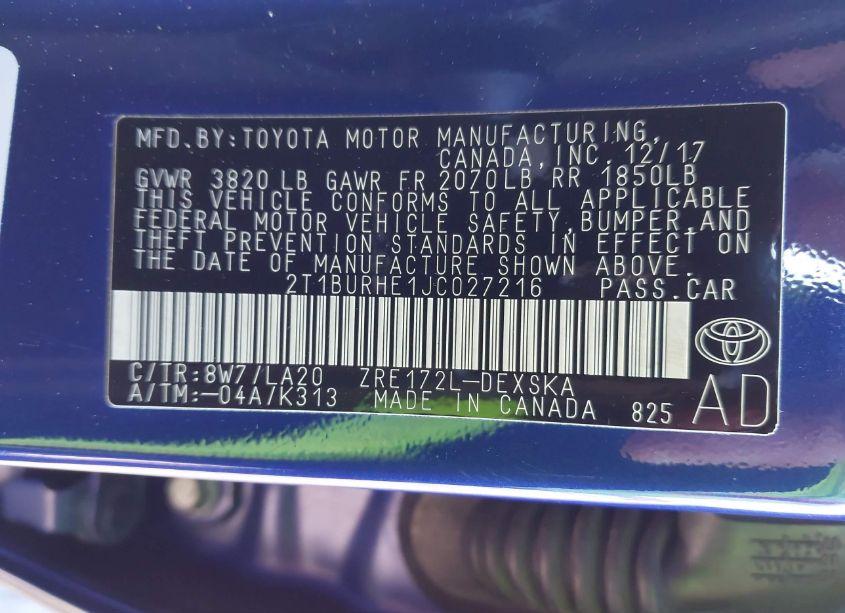 MFD.BY:TOYOTA MOTOR MANUFACTURING,
CANADA,INC. 12/17
GVWR 3820 LB GAWR FR 2070LB RR 1850LB
THIS VEHICLE CONFORMS TO ALL APPLICABLE
FEDERAL MOTOR VEHICLE SAFETY,BUMPER,AND
THEFT PREVENTION STANDARDS IN EFFECT ON
THE DATE OF MANUFACTURE SHOWN ABOVE.
2T1BURHE1JC027216 PASS.CAR
C/TR:8W7/LA20 ZRE172L-DEXSKA
A/TM:-04A/K313 MADE IN CANADA 825 AD